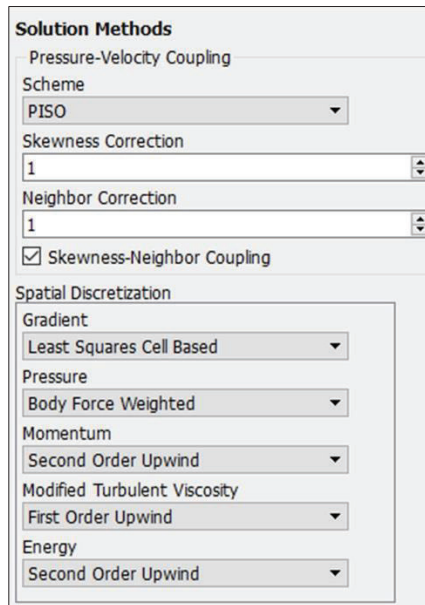 Solution Methods
Pressure-Velocity Coupling
Scheme
PISO
Skewness Correction
1
Neighbor Correction
1
Skewness-Neighbor Coupling
Spatial Discretization
Gradient
Least Squares Cell Based
Pressure
Body Force Weighted
Momentum
Second Order Upwind
Modified Turbulent Viscosity
First Order Upwind
Energy
Second Order Upwind